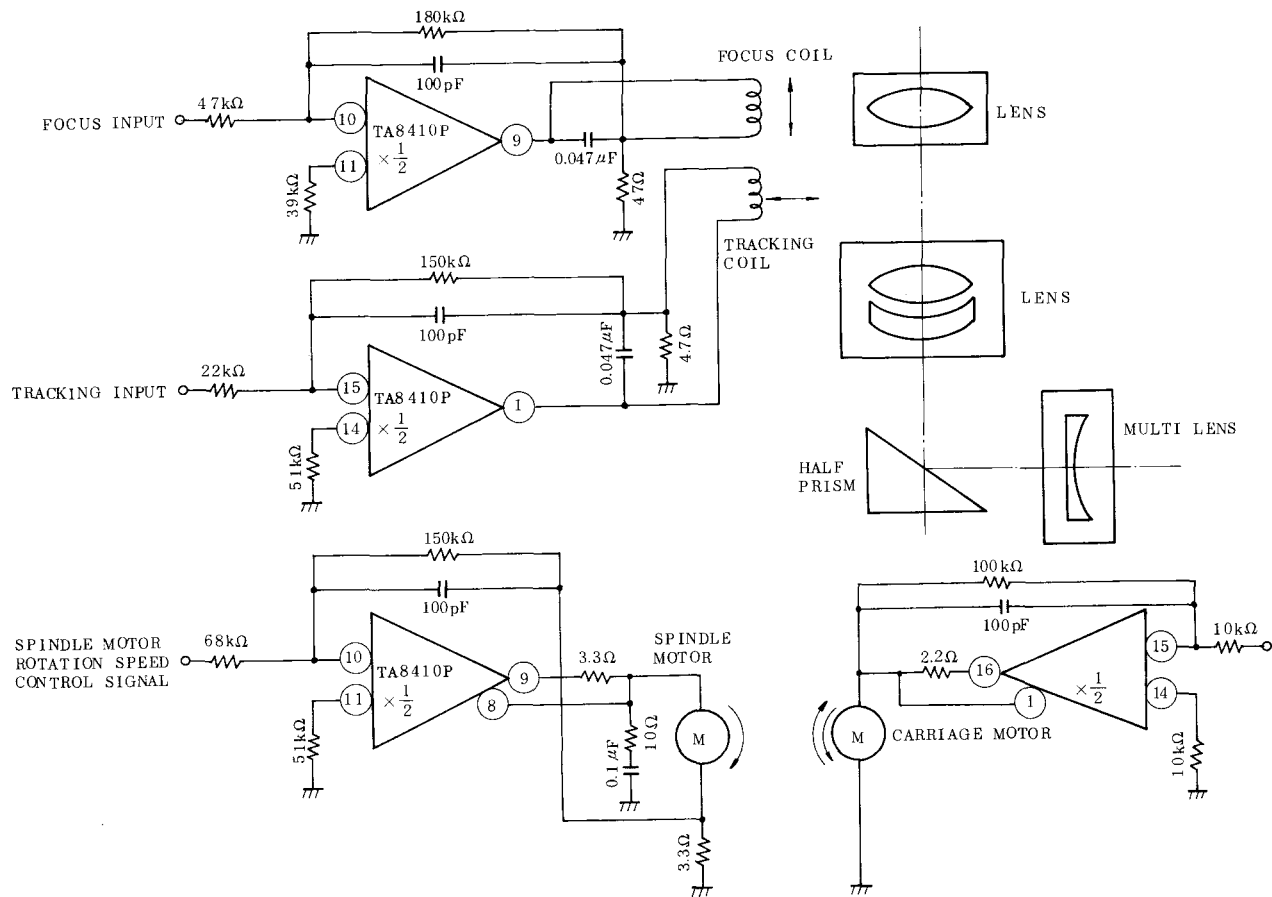 180kΩ
100pF
FOCUS INPUT
47kΩ
10
11
TA8410P
× 1/2
9
39kΩ
0.047μF
47Ω
FOCUS COIL
LENS
150kΩ
100pF
TRACKING INPUT
22kΩ
15
14
TA8410P
× 1/2
1
51kΩ
0.047μF
4.7Ω
TRACKING
COIL
LENS
HALF
PRISM
MULTI LENS
150kΩ
100pF
SPINDLE MOTOR
ROTATION SPEED
CONTROL SIGNAL
68kΩ
10
11
TA8410P
× 1/2
9
8
51kΩ
3.3Ω
10Ω
0.1μF
SPINDLE
MOTOR
M
3.3Ω
100kΩ
100pF
2.2Ω
16
1
× 1/2
15
14
10kΩ
10kΩ
M
CARRIAGE MOTOR